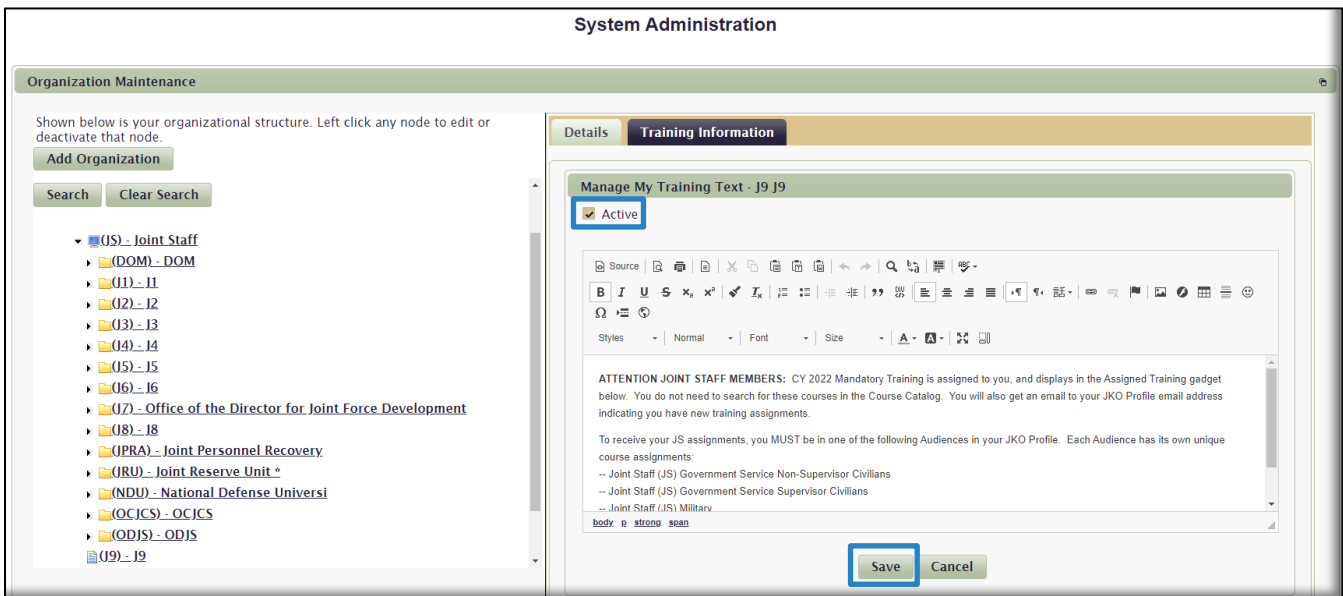 System Administration
Organization Maintenance
Shown below is your organizational structure. Left click any node to edit or
deactivate that node.
Add Organization
Search Clear Search
(JS) - Joint Staff
(DOM) - DOM
(J1) - J1
(J2) - J2
(J3) - J3
(J4) - J4
(J5) - J5
(J6) - J6
(J7) - Office of the Director for Joint Force Development
(J8) - J8
(JPRA) - Joint Personnel Recovery
(JRU) - Joint Reserve Unit *
(NDU) - National Defense Universi
(OCJCS) - OCJCS
(ODJS) - ODJS
(J9) - J9
Details Training Information
Manage My Training Text - J9 J9
Active
Source
Styles Normal Font Size
ATTENTION JOINT STAFF MEMBERS: CY 2022 Mandatory Training is assigned to you, and displays in the Assigned Training gadget
below. You do not need to search for these courses in the Course Catalog. You will also get an email to your JKO Profile email address
indicating you have new training assignments.
To receive your JS assignments, you MUST be in one of the following Audiences in your JKO Profile. Each Audience has its own unique
course assignments:
-- Joint Staff (JS) Government Service Non-Supervisor Civilians
-- Joint Staff (JS) Government Service Supervisor Civilians
-- Joint Staff (JS) Military
body p strong span
Save Cancel